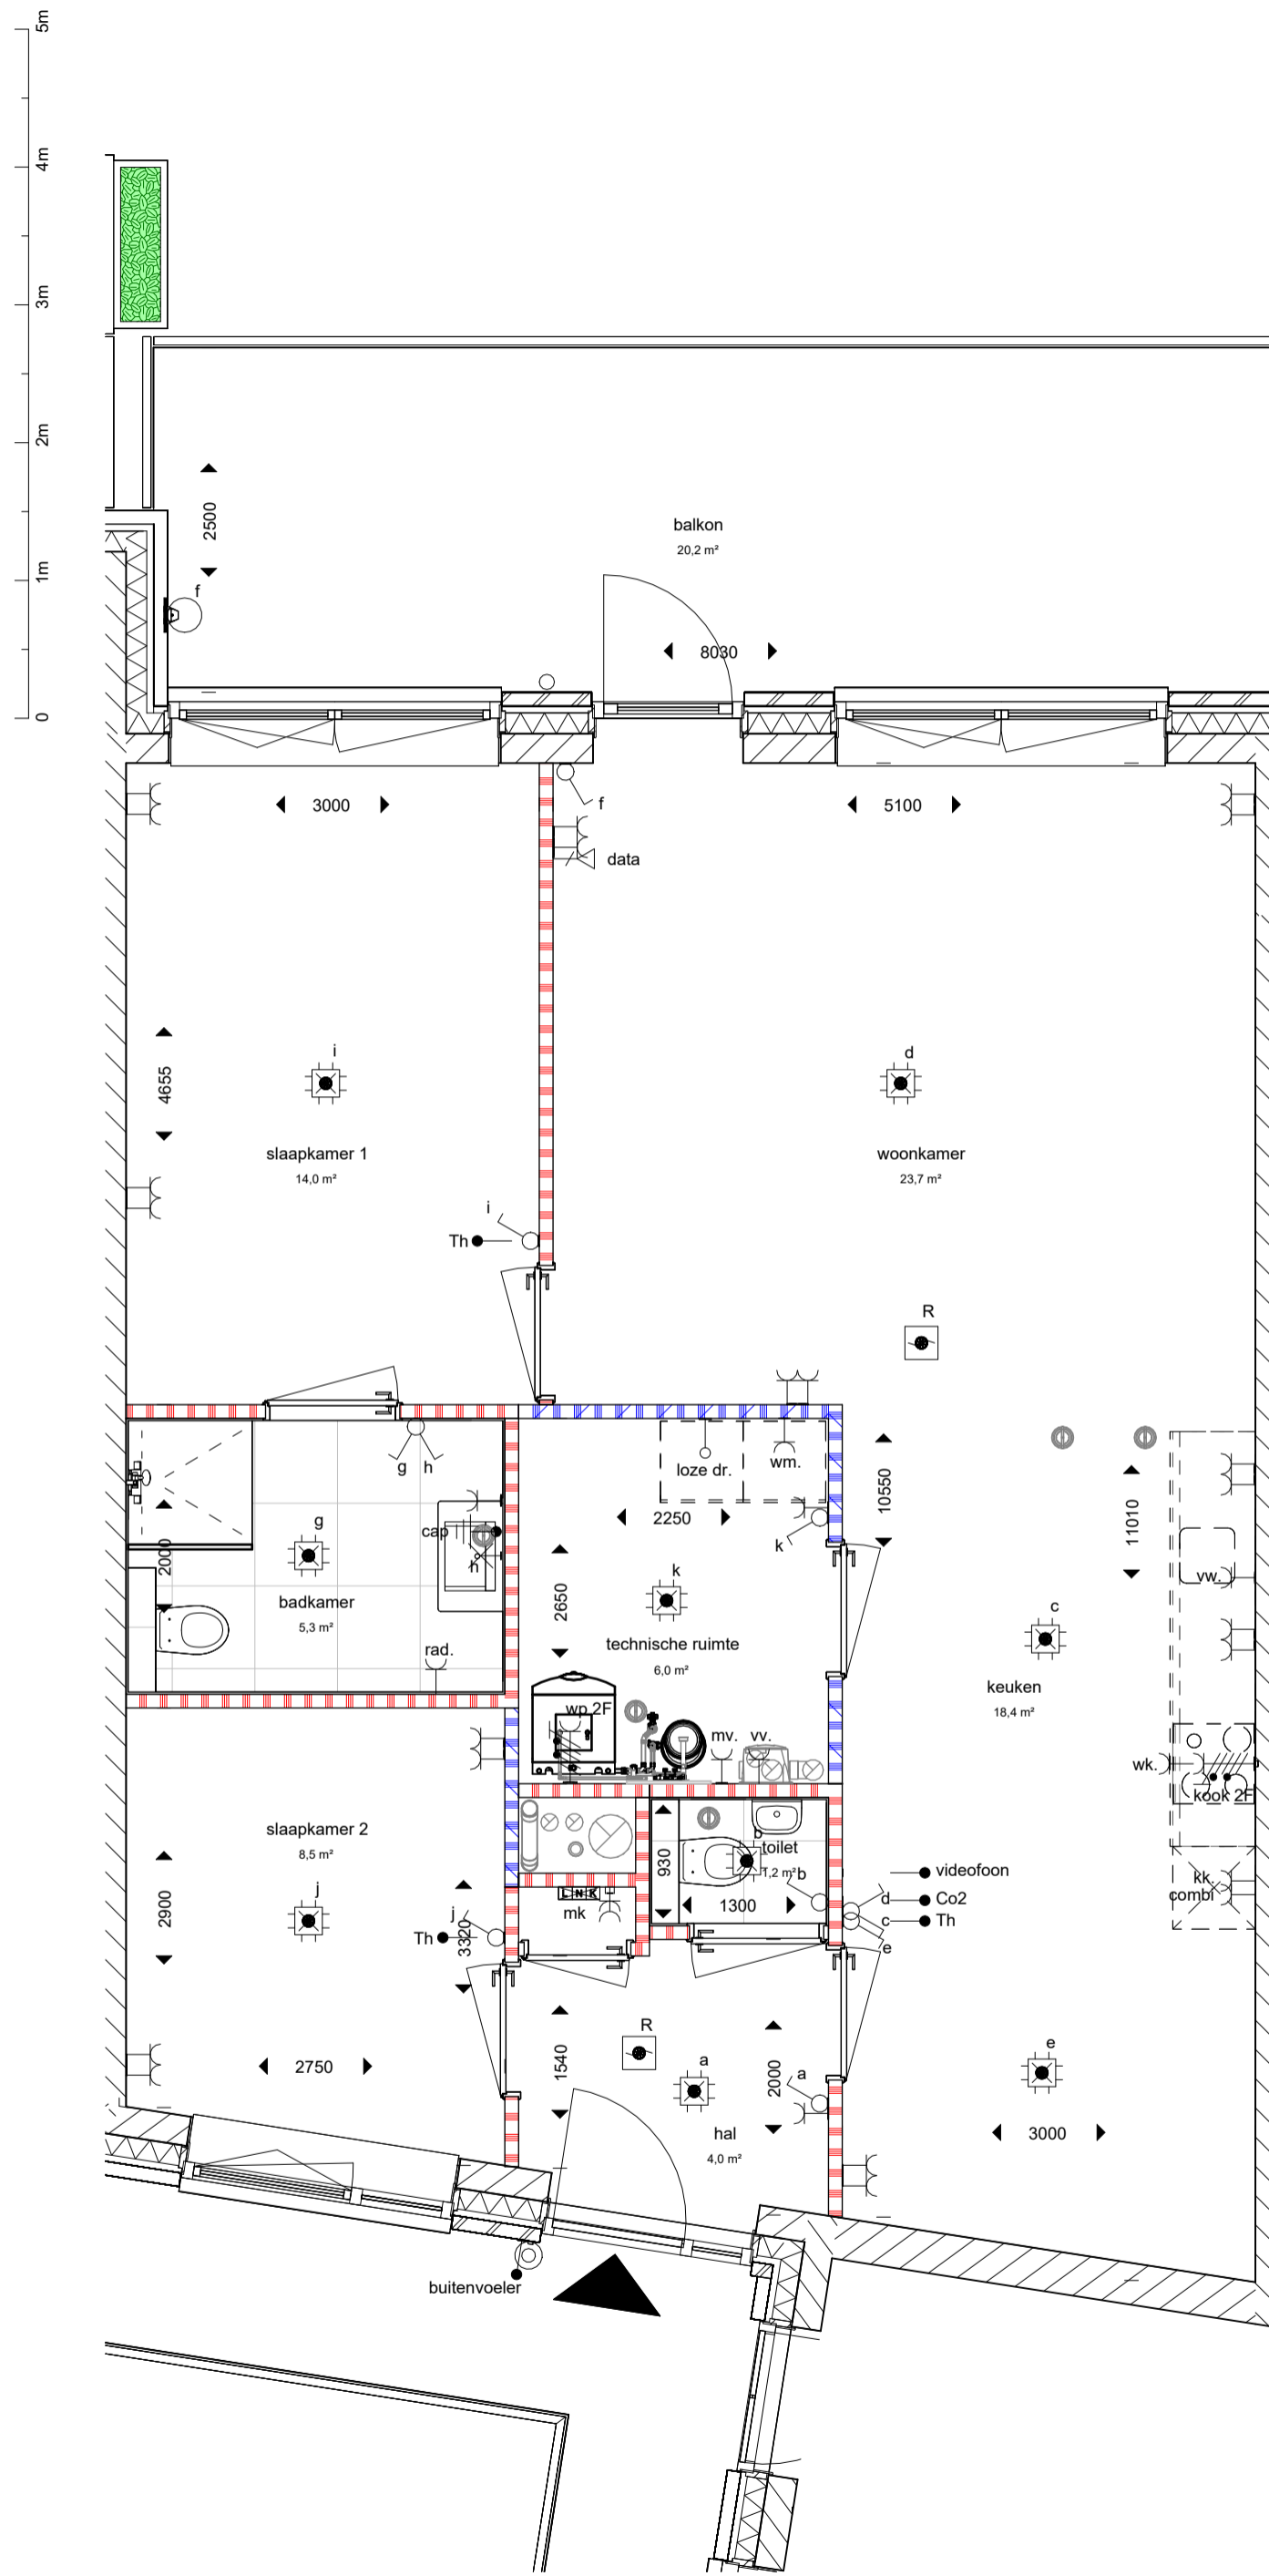 5m
4m
3m
2m
1m
0
2500
f
balkon
20,2 m²
8030
3000
f
data
5100
4655
i
slaapkamer 1
14,0 m²
d
woonkamer
23,7 m²
i
Th
R
g h
loze dr.
wm.
10550
11010
2250
k
cap
h
g
2000
badkamer
5,3 m²
rad.
2650
k
technische ruimte
6,0 m²
vw.
c
keuken
18,4 m²
wp 2F
mv.
vv.
wk.
kook 2F
slaapkamer 2
8,5 m²
930
b
toilet
1,2 m²
b
1300
videofoon
d
Co2
c
Th
e
kk.
combi
L N K
mk
2900
j
j
Th
3320
2750
1540
R
a
2000
a
hal
4,0 m²
e
3000
buitenvoeler